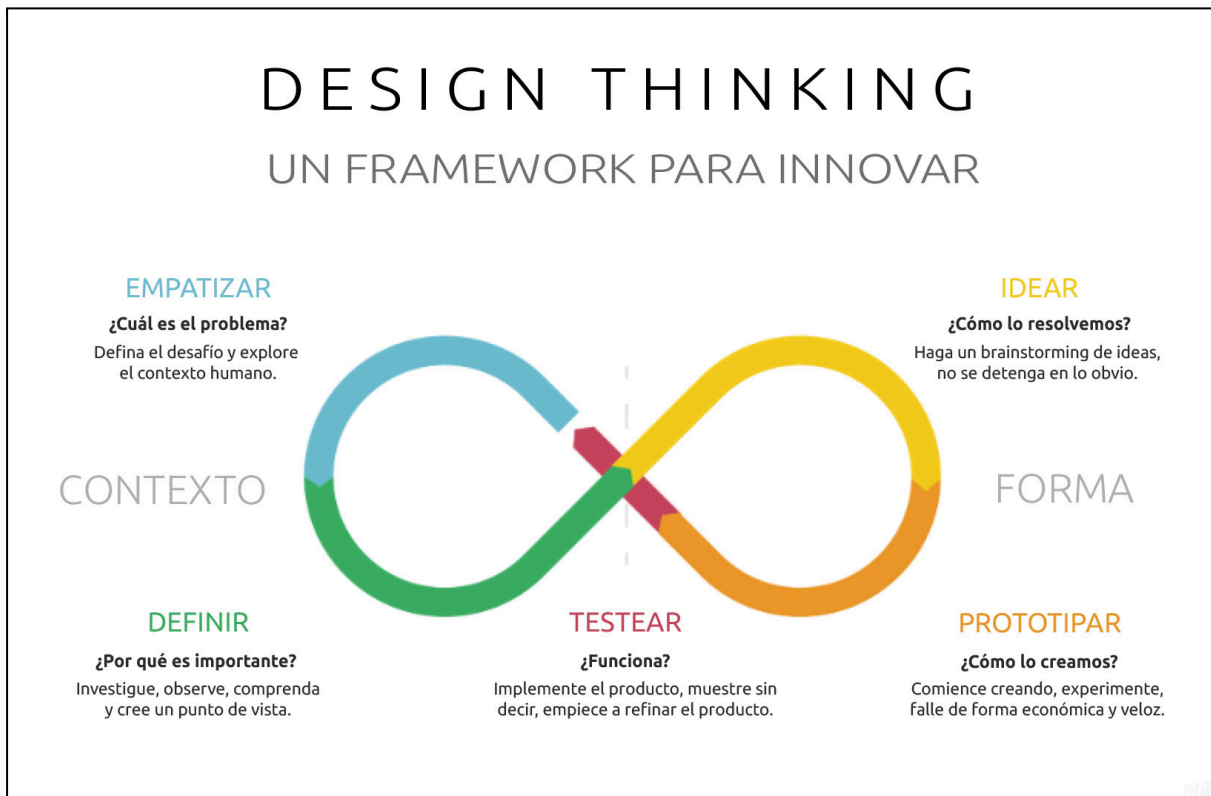 DESIGN THINKING
UN FRAMEWORK PARA INNOVAR
EMPATIZAR
¿Cuál es el problema?
Defina el desafío y explore
el contexto humano.
IDEAR
¿Cómo lo resolvemos?
Haga un brainstorming de ideas,
no se detenga en lo obvio.
CONTEXTO
FORMA
DEFINIR
¿Por qué es importante?
Investigue, observe, comprenda
y cree un punto de vista.
TESTEAR
¿Funciona?
Implemente el producto, muestre sin
decir, empiece a refinar el producto.
PROTOTIPAR
¿Cómo lo creamos?
Comience creando, experimente,
falle de forma económica y veloz.